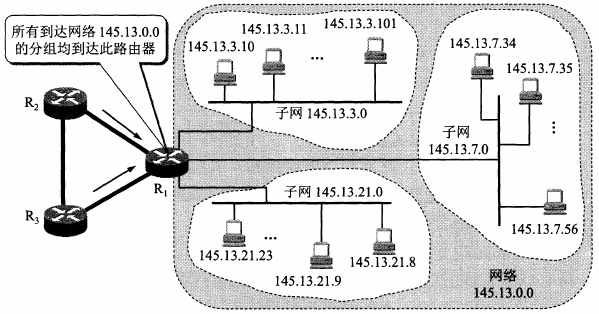 所有到达网络 145.13.0.0
的分组均到达此路由器
R₂
R₁
R₃
145.13.3.10
145.13.3.11
…
145.13.3.101
子网 145.13.3.0
145.13.7.34
145.13.7.35
…
子网
145.13.7.0
145.13.7.56
子网 145.13.21.0
145.13.21.23
…
145.13.21.9
145.13.21.8
网络
145.13.0.0